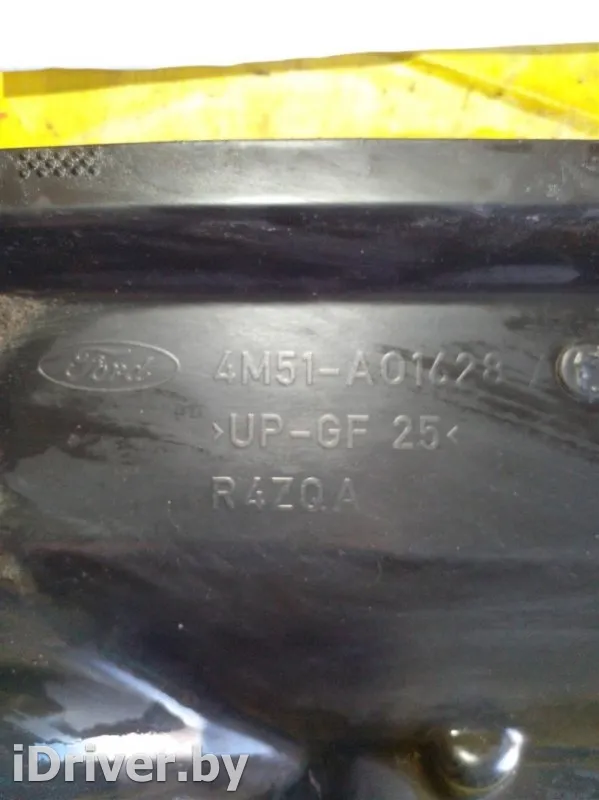 Ford 4M51-A01628 /
>UP-GF 25<
R4ZQA
iDriver.by